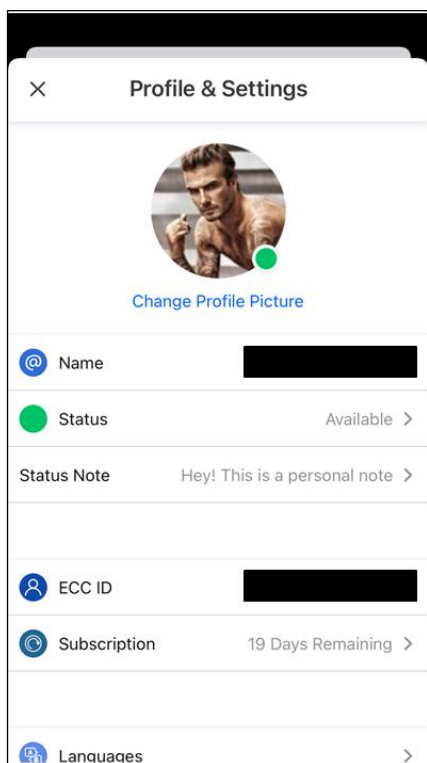 Profile & Settings
Change Profile Picture
Name
Status Available
Status Note Hey! This is a personal note
ECC ID
Subscription 19 Days Remaining
Languages